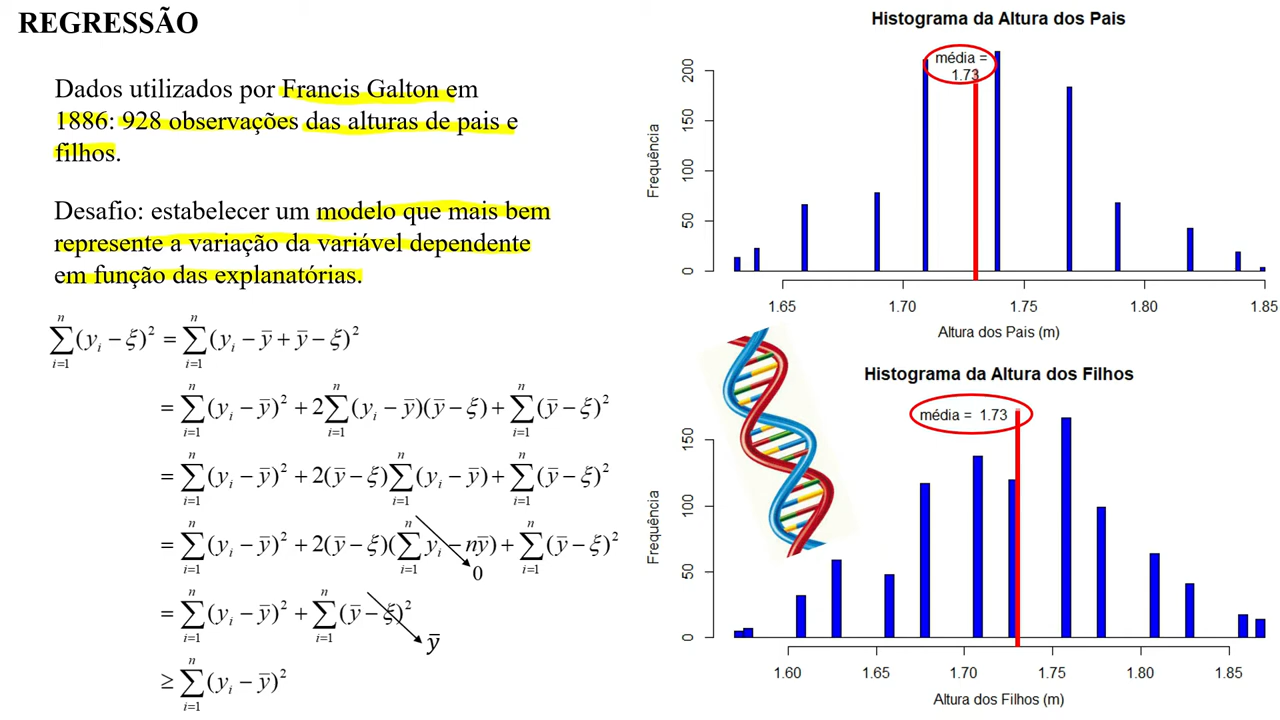 REGRESSÃO
Dados utilizados por Francis Galton em
1886: 928 observações das alturas de pais e
filhos.
Desafio: estabelecer um modelo que mais bem
represente a variação da variável dependente
em função das explanatórias.
∑_{i=1}^{n}(y_i − ξ)² = ∑_{i=1}^{n}(y_i − ȳ + ȳ − ξ)²
= ∑_{i=1}^{n}(y_i − ȳ)² + 2∑_{i=1}^{n}(y_i − ȳ)(ȳ − ξ) + ∑_{i=1}^{n}(ȳ − ξ)²
= ∑_{i=1}^{n}(y_i − ȳ)² + 2(ȳ − ξ)∑_{i=1}^{n}(y_i − ȳ) + ∑_{i=1}^{n}(ȳ − ξ)²
= ∑_{i=1}^{n}(y_i − ȳ)² + 2(ȳ − ξ)(∑_{i=1}^{n} y_i − nȳ) + ∑_{i=1}^{n}(ȳ − ξ)²
0
= ∑_{i=1}^{n}(y_i − ȳ)² + ∑_{i=1}^{n}(ȳ − ξ)²
ȳ
≥ ∑_{i=1}^{n}(y_i − ȳ)²
Histograma da Altura dos Pais
média =
1.73
Frequência
200
150
100
50
0
1.65 1.70 1.75 1.80 1.85
Altura dos Pais (m)
Histograma da Altura dos Filhos
média = 1.73
Frequência
150
100
50
0
1.60 1.65 1.70 1.75 1.80 1.85
Altura dos Filhos (m)